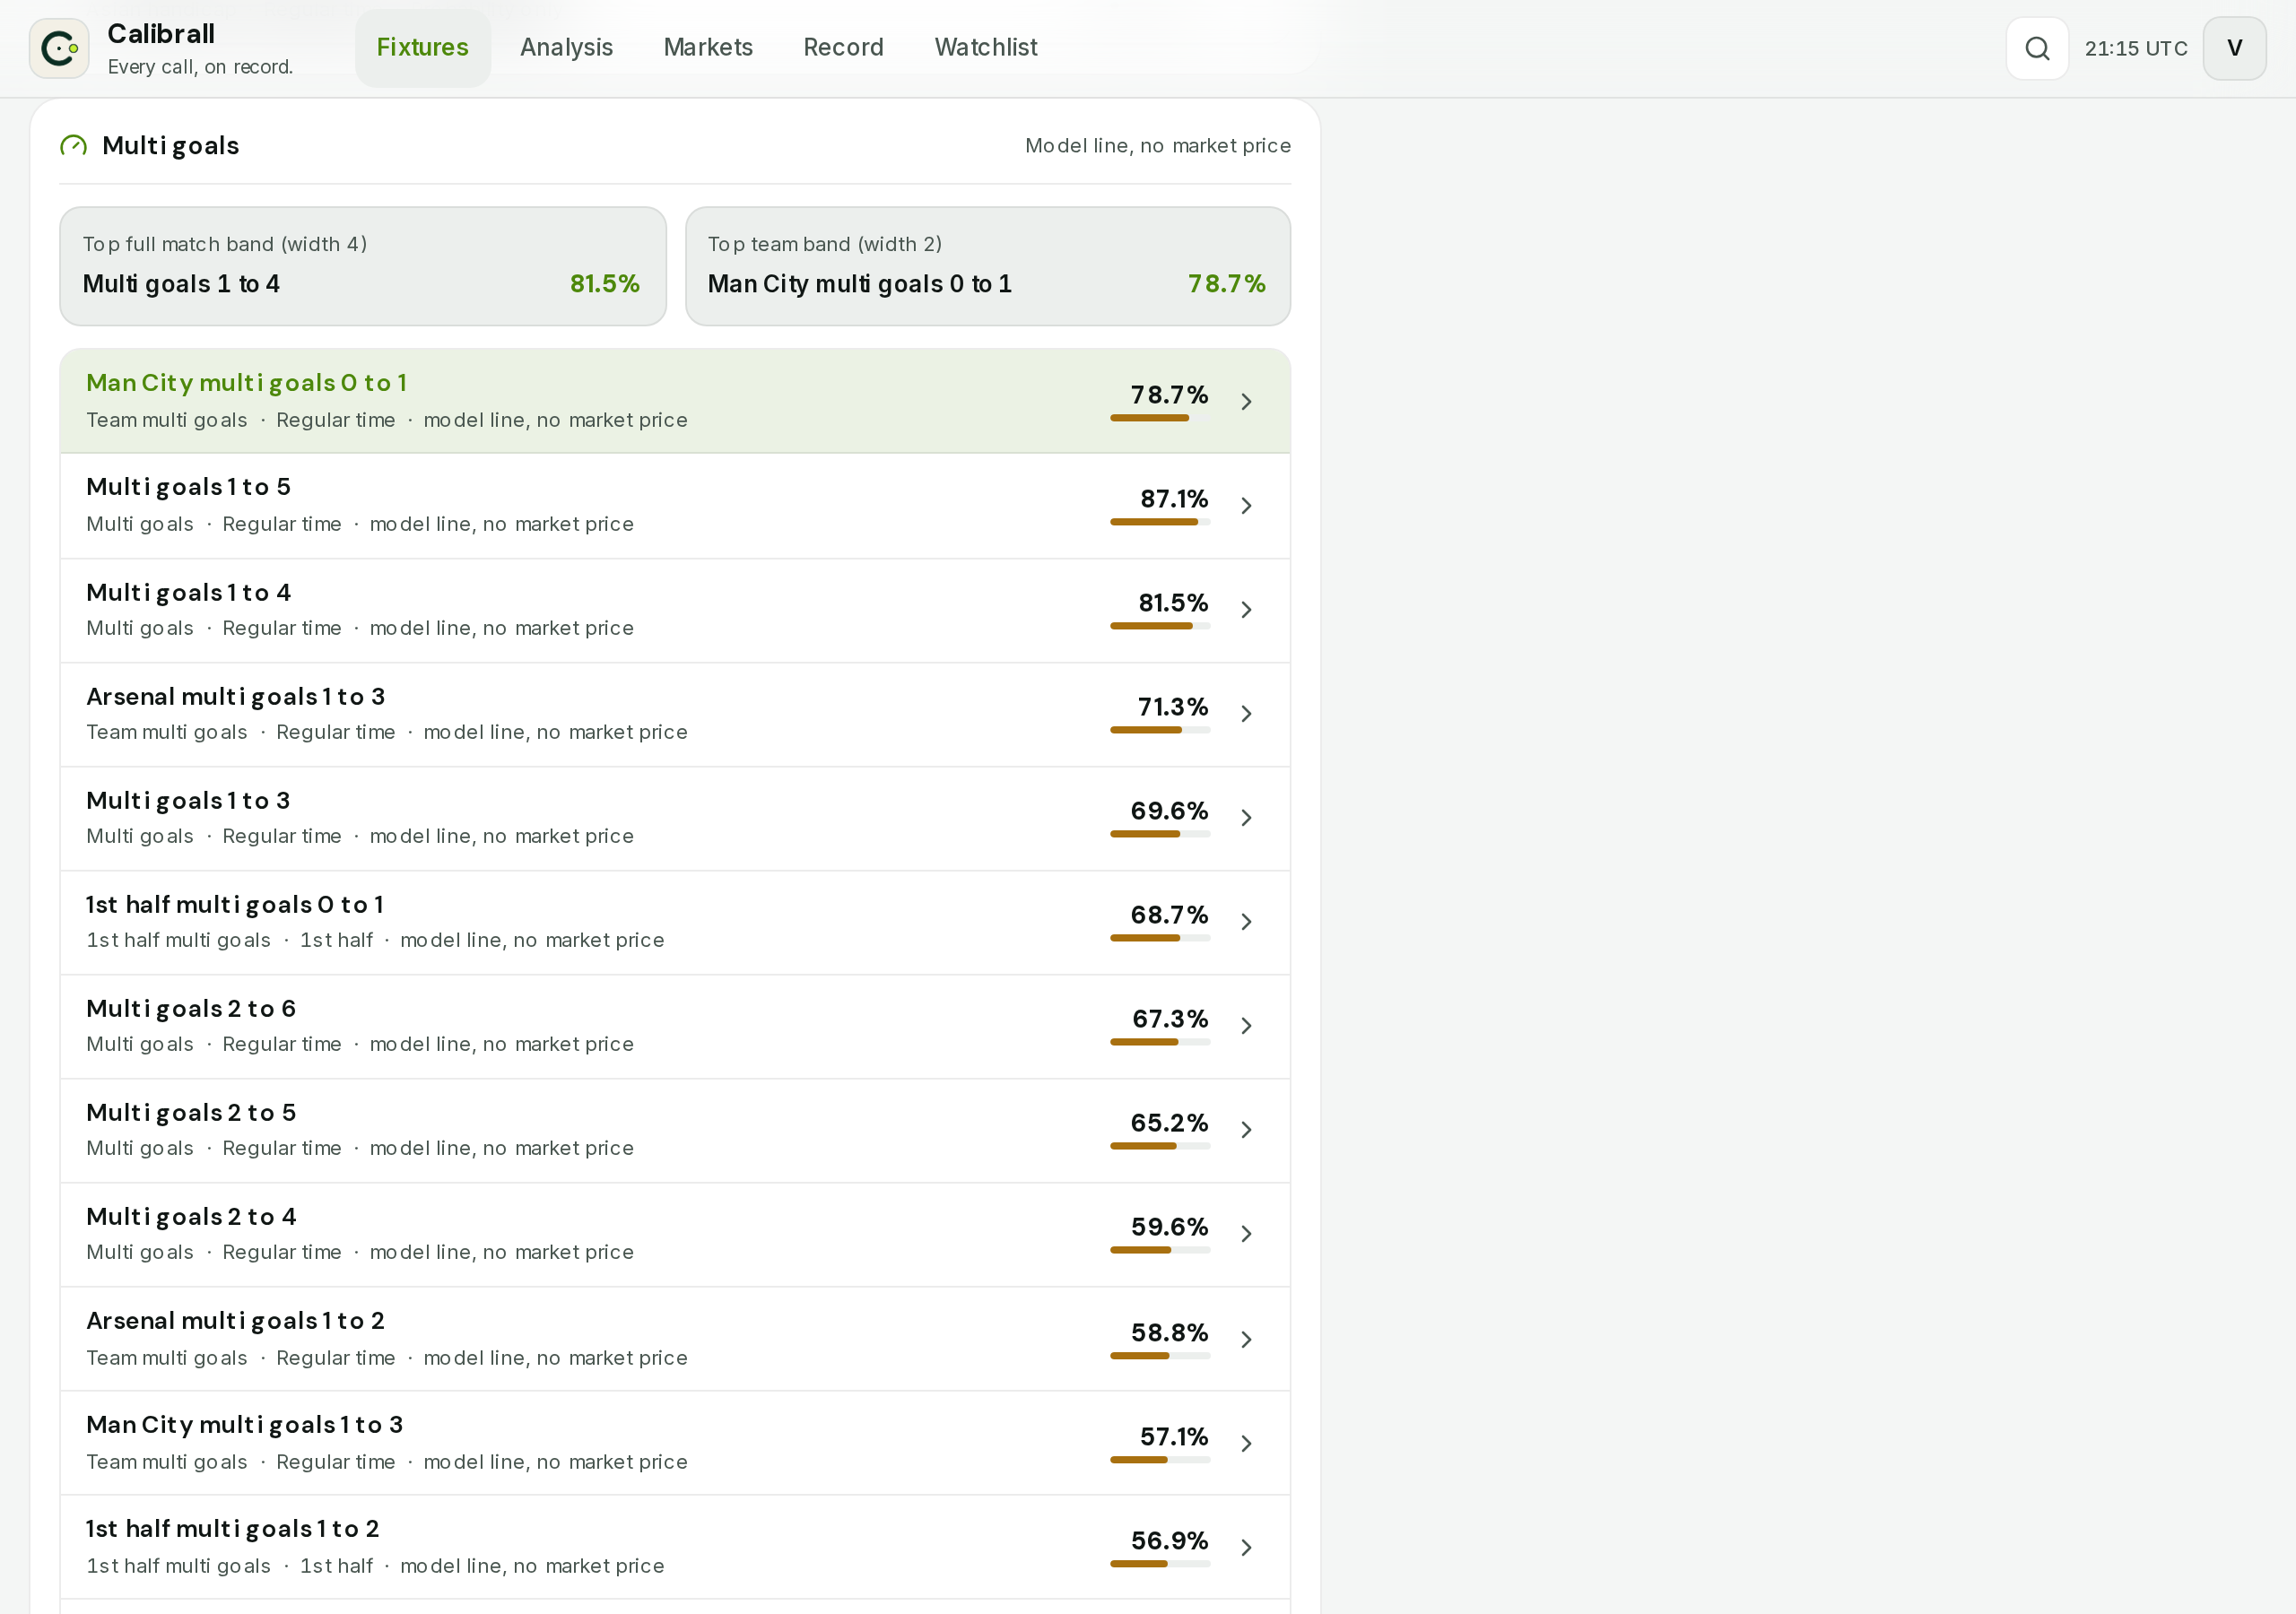 Calibrall
Every call, on record.
Fixtures
Analysis
Markets
Record
Watchlist
21:15 UTC
V
Multi goals
Model line, no market price
Top full match band (width 4)
Multi goals 1 to 4
81.5%
Top team band (width 2)
Man City multi goals 0 to 1
78.7%
Man City multi goals 0 to 1
Team multi goals · Regular time · model line, no market price
78.7%
Multi goals 1 to 5
Multi goals · Regular time · model line, no market price
87.1%
Multi goals 1 to 4
Multi goals · Regular time · model line, no market price
81.5%
Arsenal multi goals 1 to 3
Team multi goals · Regular time · model line, no market price
71.3%
Multi goals 1 to 3
Multi goals · Regular time · model line, no market price
69.6%
1st half multi goals 0 to 1
1st half multi goals · 1st half · model line, no market price
68.7%
Multi goals 2 to 6
Multi goals · Regular time · model line, no market price
67.3%
Multi goals 2 to 5
Multi goals · Regular time · model line, no market price
65.2%
Multi goals 2 to 4
Multi goals · Regular time · model line, no market price
59.6%
Arsenal multi goals 1 to 2
Team multi goals · Regular time · model line, no market price
58.8%
Man City multi goals 1 to 3
Team multi goals · Regular time · model line, no market price
57.1%
1st half multi goals 1 to 2
1st half multi goals · 1st half · model line, no market price
56.9%